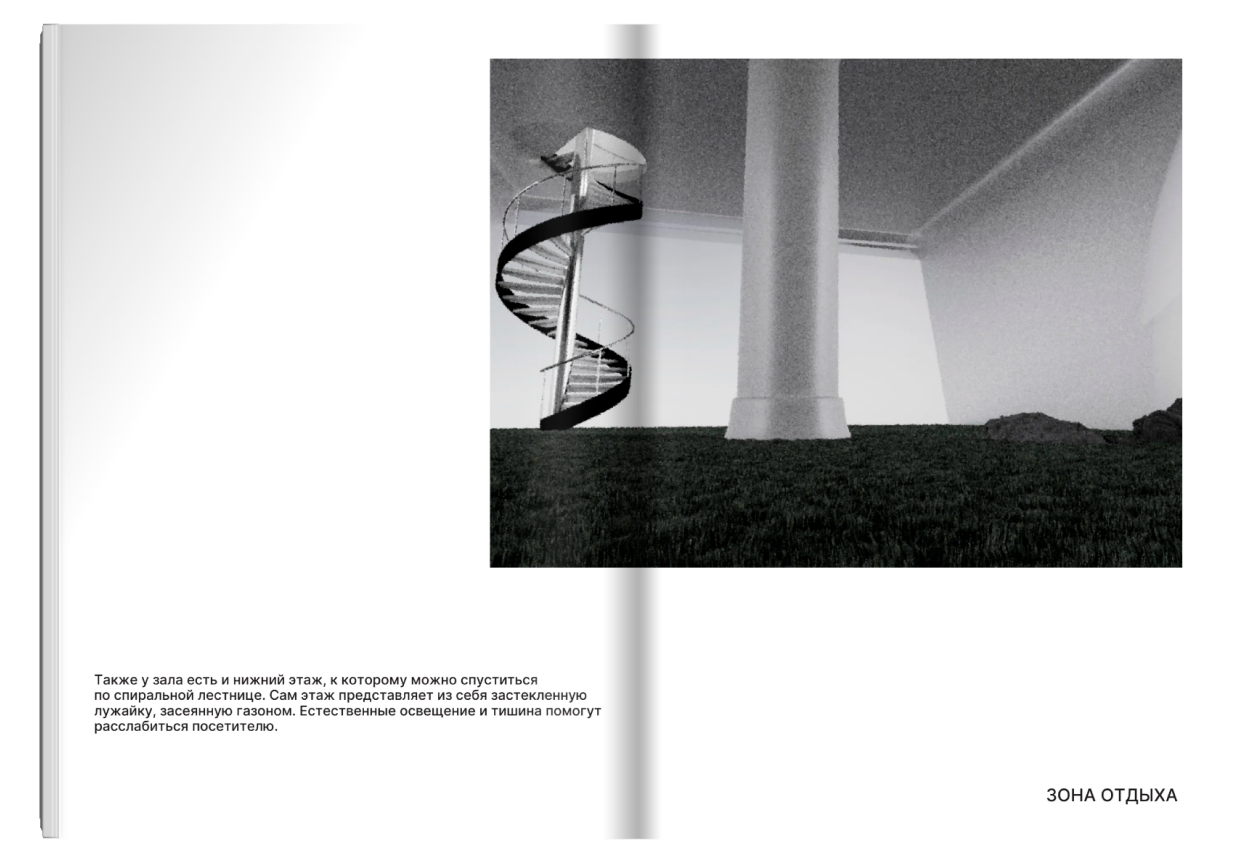 Также у зала есть и нижний этаж, к которому можно спуститься
по спиральной лестнице. Сам этаж представляет из себя застекленную
лужайку, засеянную газоном. Естественные освещение и тишина помогут
расслабиться посетителю.
ЗОНА ОТДЫХА